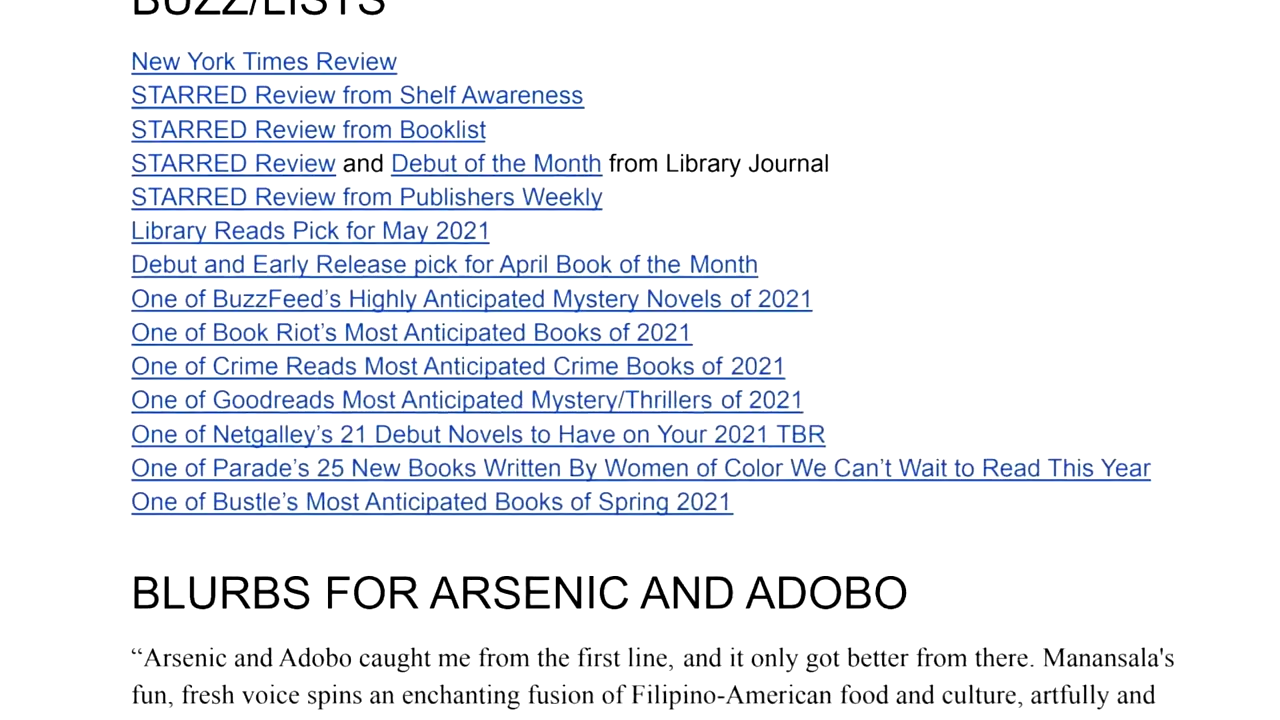 BUZZ/LISTS
New York Times Review
STARRED Review from Shelf Awareness
STARRED Review from Booklist
STARRED Review and Debut of the Month from Library Journal
STARRED Review from Publishers Weekly
Library Reads Pick for May 2021
Debut and Early Release pick for April Book of the Month
One of BuzzFeed’s Highly Anticipated Mystery Novels of 2021
One of Book Riot’s Most Anticipated Books of 2021
One of Crime Reads Most Anticipated Crime Books of 2021
One of Goodreads Most Anticipated Mystery/Thrillers of 2021
One of Netgalley’s 21 Debut Novels to Have on Your 2021 TBR
One of Parade’s 25 New Books Written By Women of Color We Can’t Wait to Read This Year
One of Bustle’s Most Anticipated Books of Spring 2021
BLURBS FOR ARSENIC AND ADOBO
“Arsenic and Adobo caught me from the first line, and it only got better from there. Manansala's
fun, fresh voice spins an enchanting fusion of Filipino-American food and culture, artfully and